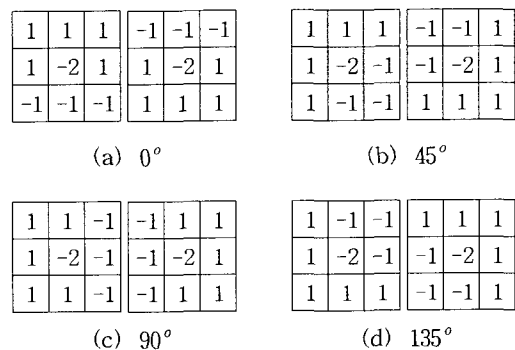 1 1 1 -1 -1 -1
1 -2 1 1 -2 1
-1 -1 -1 1 1 1
(a) 0°
1 1 1 -1 -1 1
1 -2 -1 -1 -2 1
1 -1 -1 1 1 1
(b) 45°
1 1 -1 -1 1 1
1 -2 -1 -1 -2 1
1 1 -1 -1 1 1
(c) 90°
1 -1 -1 1 1 1
1 -2 -1 -1 -2 1
1 1 1 -1 -1 1
(d) 135°